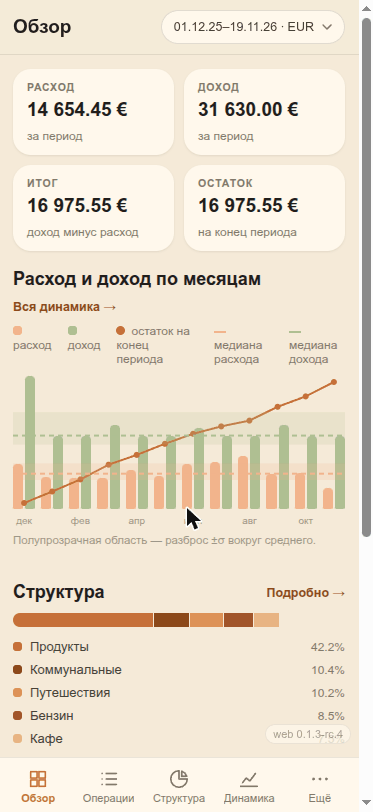 Обзор
01.12.25–19.11.26 · EUR
РАСХОД
14 654.45 €
за период
ДОХОД
31 630.00 €
за период
ИТОГ
16 975.55 €
доход минус расход
ОСТАТОК
16 975.55 €
на конец периода
Расход и доход по месяцам
Вся динамика →
расход
доход
остаток на
конец
периода
медиана
расхода
медиана
дохода
дек фев апр авг окт
Полупрозрачная область — разброс ±σ вокруг среднего.
Структура
Подробно →
Продукты 42.2%
Коммунальные 10.4%
Путешествия 10.2%
Бензин 8.5%
Кафе
web 0.1.3-rc.4
Обзор
Операции
Структура
Динамика
Ещё